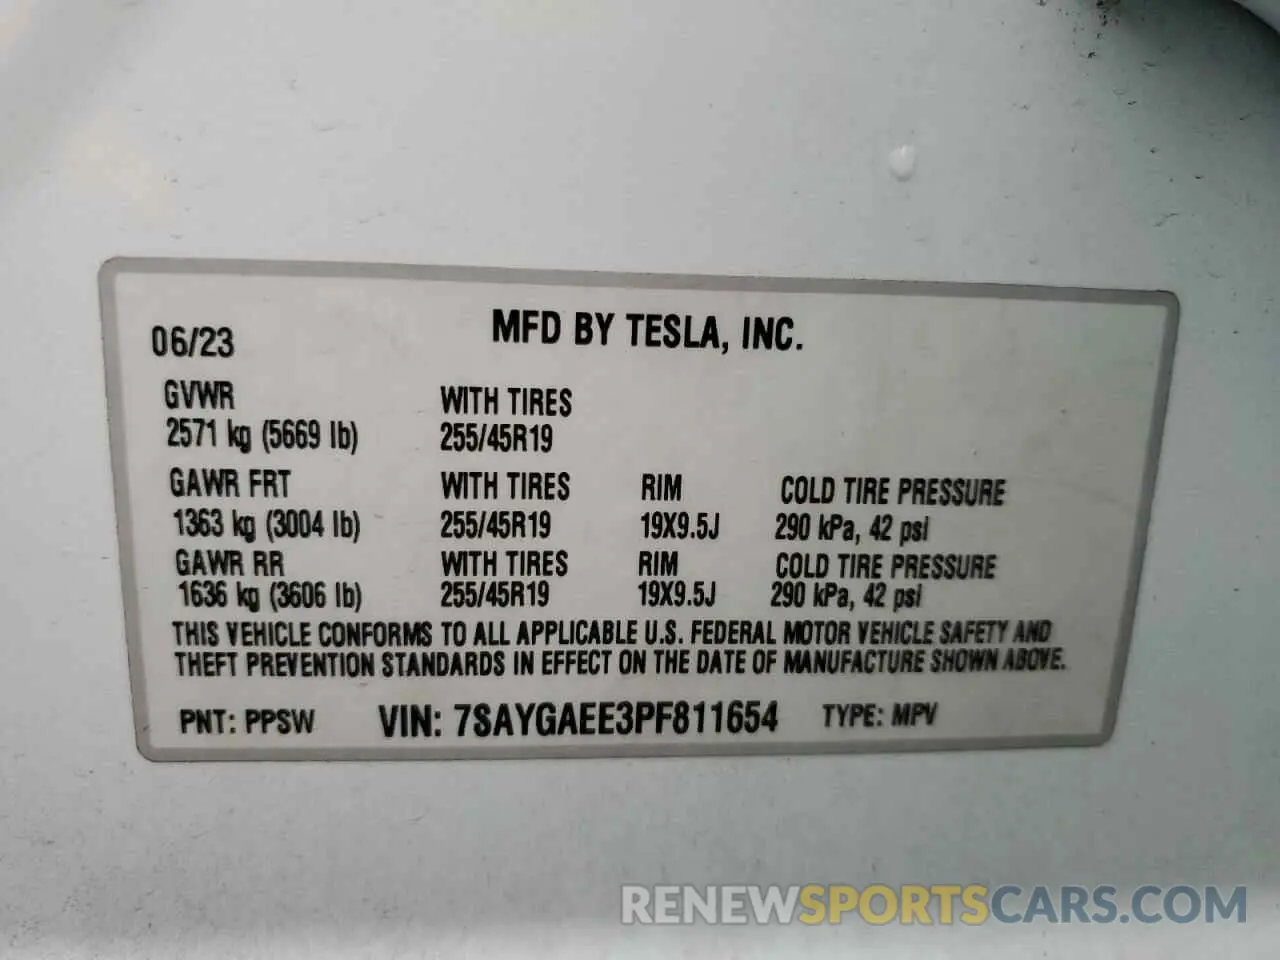 06/23 MFD BY TESLA, INC.
GVWR WITH TIRES
2571 kg (5669 lb) 255/45R19
GAWR FRT WITH TIRES RIM COLD TIRE PRESSURE
1363 kg (3004 lb) 255/45R19 19X9.5J 290 kPa, 42 psi
GAWR RR WITH TIRES RIM COLD TIRE PRESSURE
1636 kg (3606 lb) 255/45R19 19X9.5J 290 kPa, 42 psi
THIS VEHICLE CONFORMS TO ALL APPLICABLE U.S. FEDERAL MOTOR VEHICLE SAFETY AND
THEFT PREVENTION STANDARDS IN EFFECT ON THE DATE OF MANUFACTURE SHOWN ABOVE.
PNT: PPSW VIN: 7SAYGAEE3PF811654 TYPE: MPV
RENEWSPORTSCARS.COM